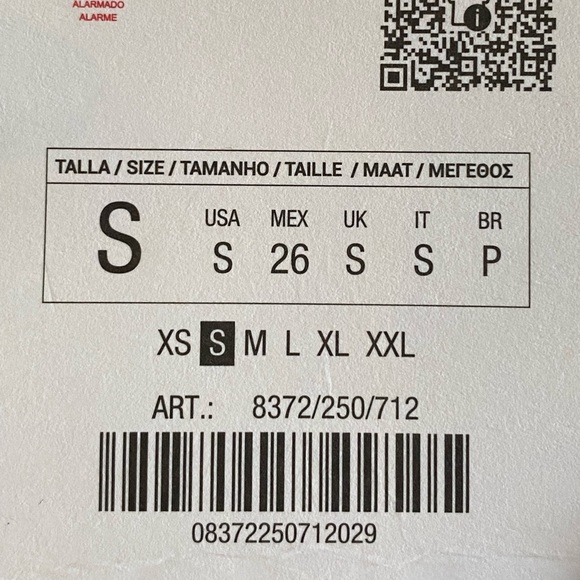 ALARMADO
ALARME
TALLA / SIZE / TAMANHO / TAILLE / MAAT / ΜΕΓΕΘΟΣ
S
USA MEX UK IT BR
S 26 S S P
XS S M L XL XXL
ART.: 8372/250/712
08372250712029